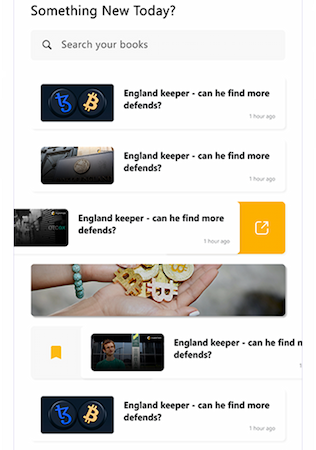 Something New Today?
Search your books
England keeper - can he find more
defends?
1 hour ago
England keeper - can he find more
defends?
1 hour ago
England keeper - can he find more
defends?
1 hour ago
England keeper - can he find m
defends?
1
England keeper - can he find more
defends?
1 hour ago